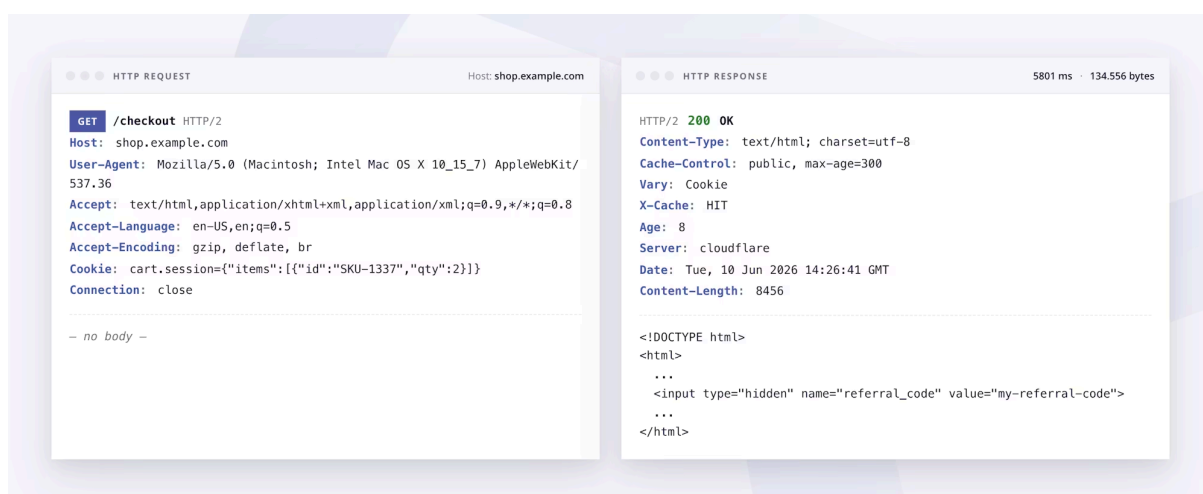 HTTP REQUEST
Host: shop.example.com
GET /checkout HTTP/2
Host: shop.example.com
User-Agent: Mozilla/5.0 (Macintosh; Intel Mac OS X 10_15_7) AppleWebKit/
537.36
Accept: text/html,application/xhtml+xml,application/xml;q=0.9,*/*;q=0.8
Accept-Language: en-US,en;q=0.5
Accept-Encoding: gzip, deflate, br
Cookie: cart.session={"items":[{"id":"SKU-1337","qty":2}]}
Connection: close
— no body —
HTTP RESPONSE
5801 ms · 134.556 bytes
HTTP/2 200 OK
Content-Type: text/html; charset=utf-8
Cache-Control: public, max-age=300
Vary: Cookie
X-Cache: HIT
Age: 8
Server: cloudflare
Date: Tue, 10 Jun 2026 14:26:41 GMT
Content-Length: 8456
<!DOCTYPE html>
<html>
...
<input type="hidden" name="referral_code" value="my-referral-code">
...
</html>